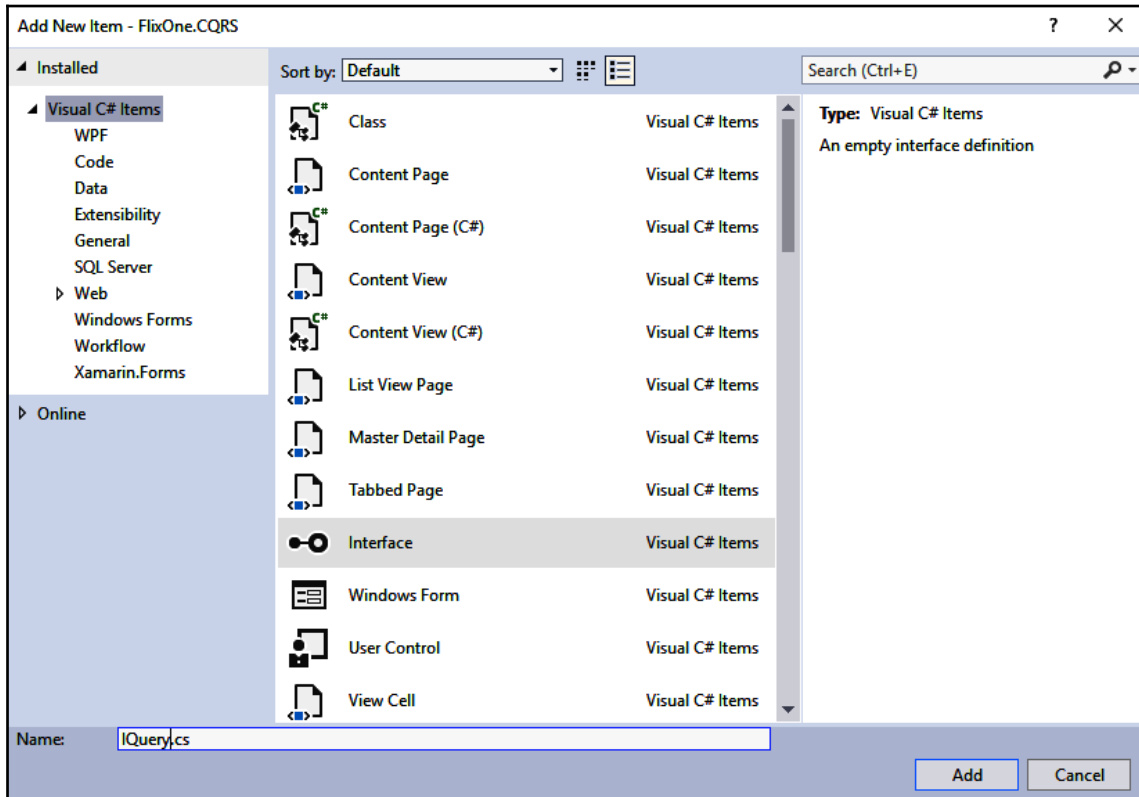 Add New Item - FlixOne.CQRS ? ×
Installed
Sort by: Default
Search (Ctrl+E)
Visual C# Items
WPF
Code
Data
Extensibility
General
SQL Server
Web
Windows Forms
Workflow
Xamarin.Forms
Online
C# Class Visual C# Items
Content Page Visual C# Items
C# Content Page (C#) Visual C# Items
Content View Visual C# Items
C# Content View (C#) Visual C# Items
List View Page Visual C# Items
Master Detail Page Visual C# Items
Tabbed Page Visual C# Items
Interface Visual C# Items
Windows Form Visual C# Items
User Control Visual C# Items
View Cell Visual C# Items
Type: Visual C# Items
An empty interface definition
Name: IQuery.cs
Add Cancel